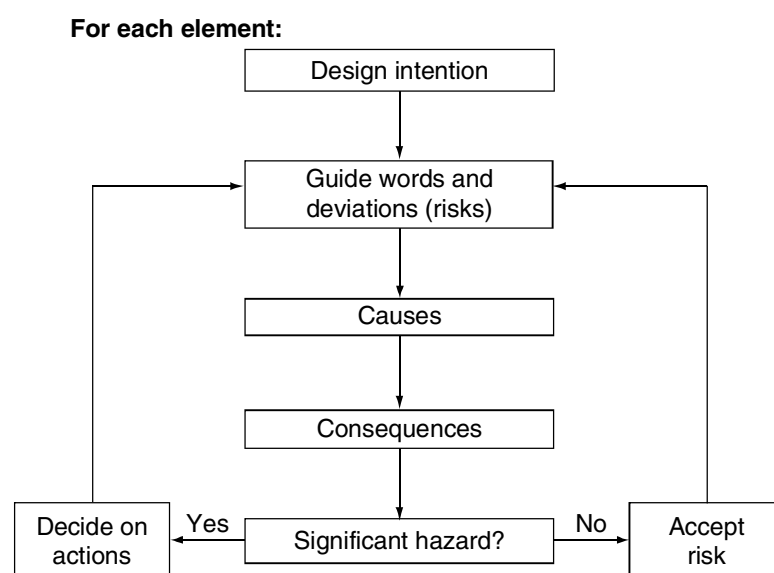 For each element:
Design intention
Guide words and
deviations (risks)
Causes
Consequences
Decide on
actions
Yes
Significant hazard?
No
Accept
risk